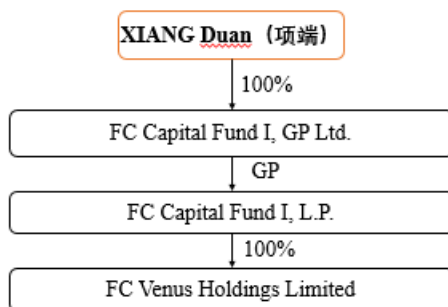 XIANG Duan（项端）
100%
FC Capital Fund I, GP Ltd.
GP
FC Capital Fund I, L.P.
100%
FC Venus Holdings Limited